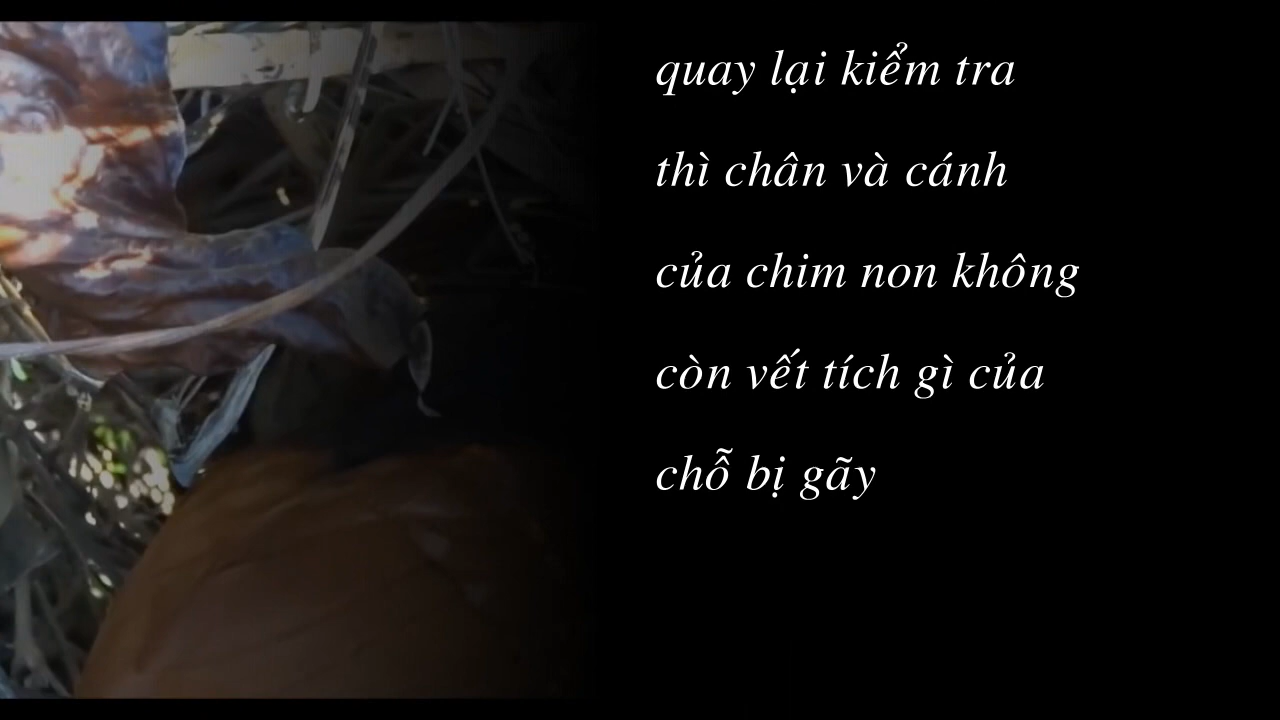 quay lại kiểm tra
thì chân và cánh
của chim non không
còn vết tích gì của
chỗ bị gãy